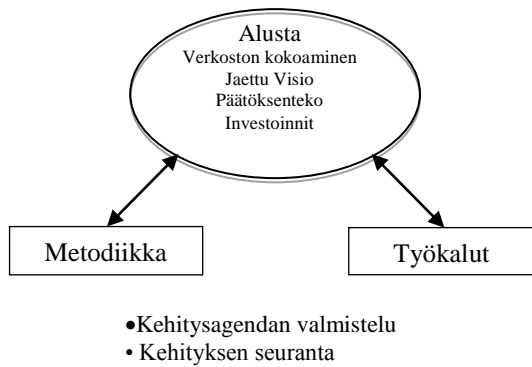 Alusta
Verkoston kokoaminen
Jaettu Visio
Päätöksenteko
Investoinnit
Metodiikka
Työkalut
•Kehitysagendan valmistelu
• Kehityksen seuranta